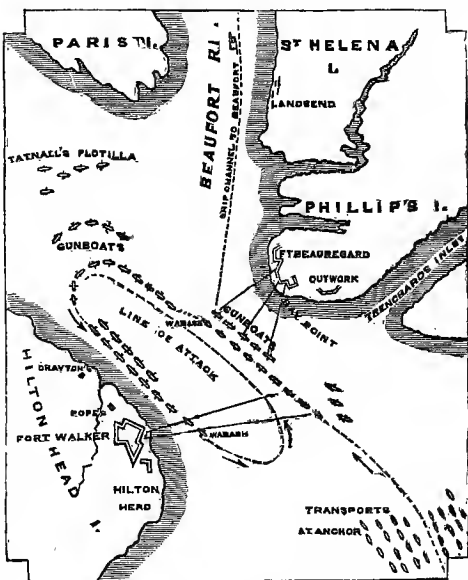 PARIS I.
ST HELENA
I.
LANDSEND
BEAUFORT RI.
SHIP CHANNEL TO BEAUFORT
TATNALL'S FLOTILLA
PHILLIP'S I.
GUNBOATS
FT BEAUREGARD
OUTWORK
TRENCHARDS INLET
WABASH
GUNBOATS
POINT
LINE OF ATTACK
DRAYTON'S
HILTON HEAD
I.
POPES
FORT WALKER
WABASH
HILTON
HEAD
TRANSPORTS
AT ANCHOR